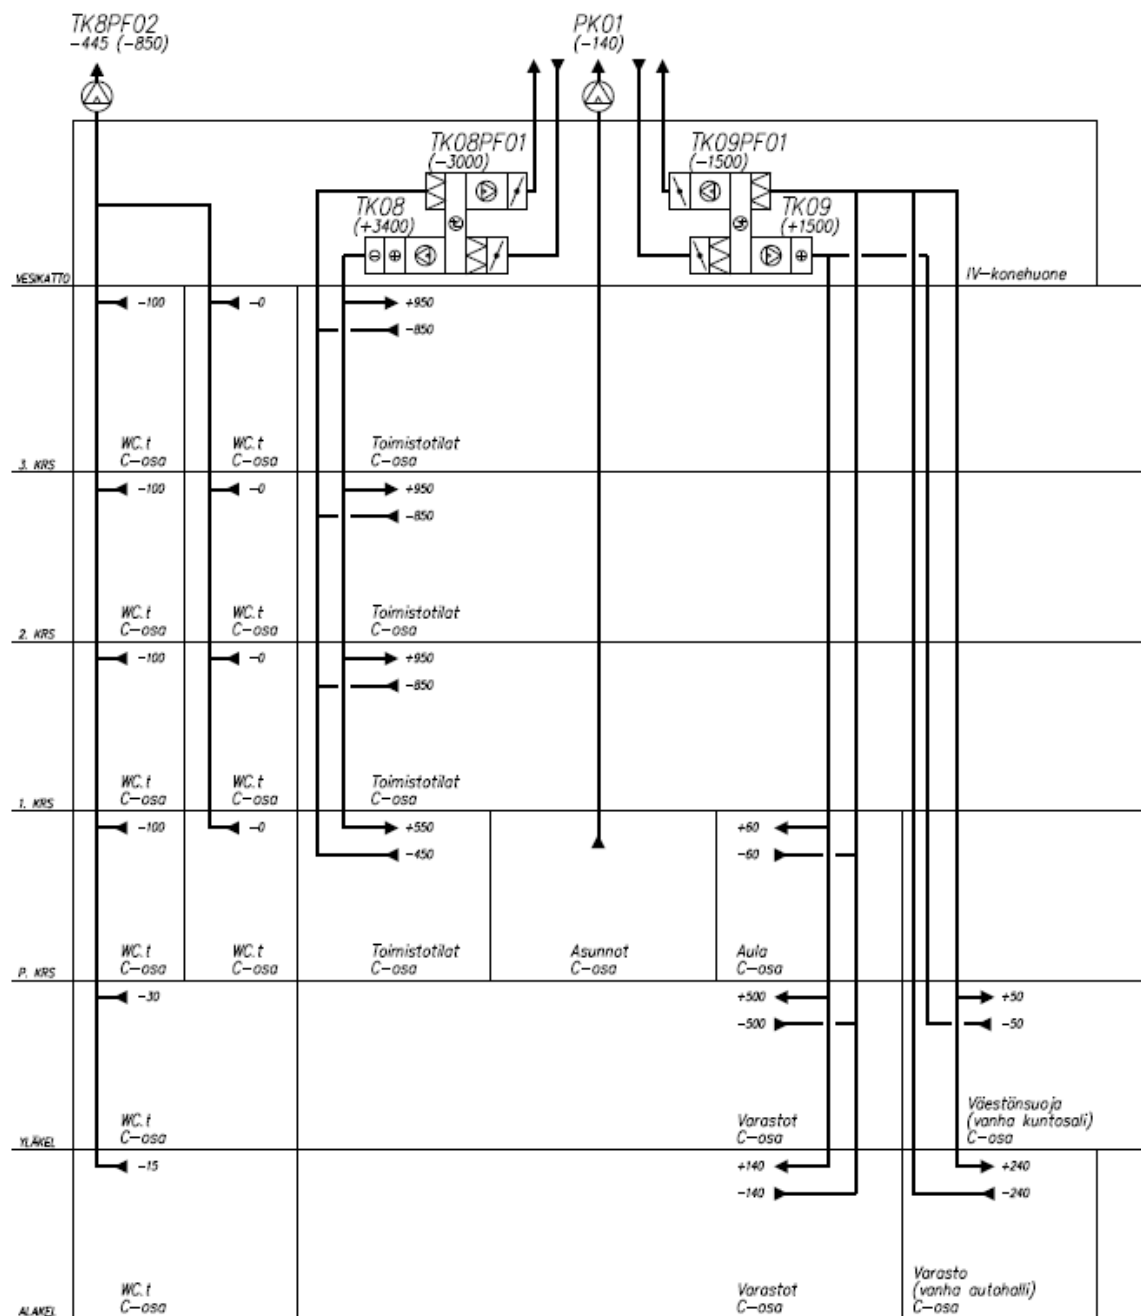 TK8PF02
-445 (-850)
PK01
(-140)
TK08PF01
(-3000)
TK09PF01
(-1500)
TK08
(+3400)
TK09
(+1500)
VESIKATTO
IV-konehuone
-100
-0
+950
-850
WC.t
C-osa
WC.t
C-osa
Toimistotilat
C-osa
3. KRS
-100
-0
+950
-850
WC.t
C-osa
WC.t
C-osa
Toimistotilat
C-osa
2. KRS
-100
-0
+950
-850
WC.t
C-osa
WC.t
C-osa
Toimistotilat
C-osa
1. KRS
-100
-0
+550
-450
+60
-60
WC.t
C-osa
WC.t
C-osa
Toimistotilat
C-osa
Asunnot
C-osa
Aula
C-osa
P. KRS
-30
+500
-500
+50
-50
WC.t
C-osa
Varastot
C-osa
Väestönsuoja
(vanha kuntosali)
C-osa
YLÄKEL
-15
+140
-140
+240
-240
WC.t
C-osa
Varastot
C-osa
Varasto
(vanha autohalli)
C-osa
ALAKEL